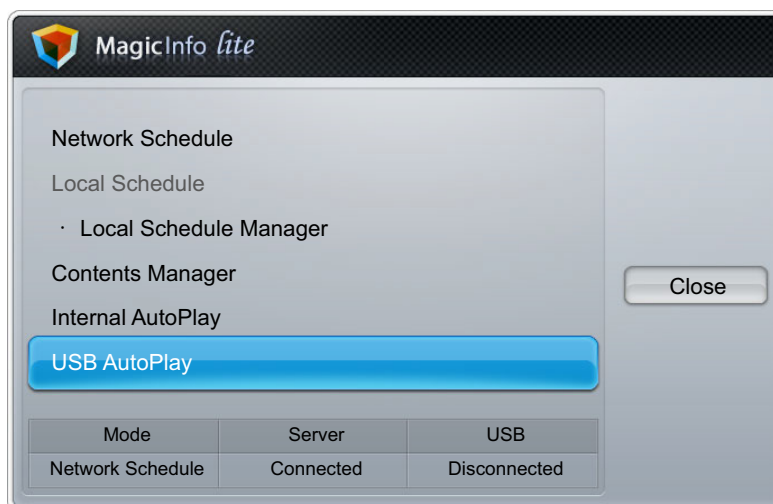 MagicInfo lite
Network Schedule
Local Schedule
· Local Schedule Manager
Contents Manager
Close
Internal AutoPlay
USB AutoPlay
Mode Server USB
Network Schedule Connected Disconnected